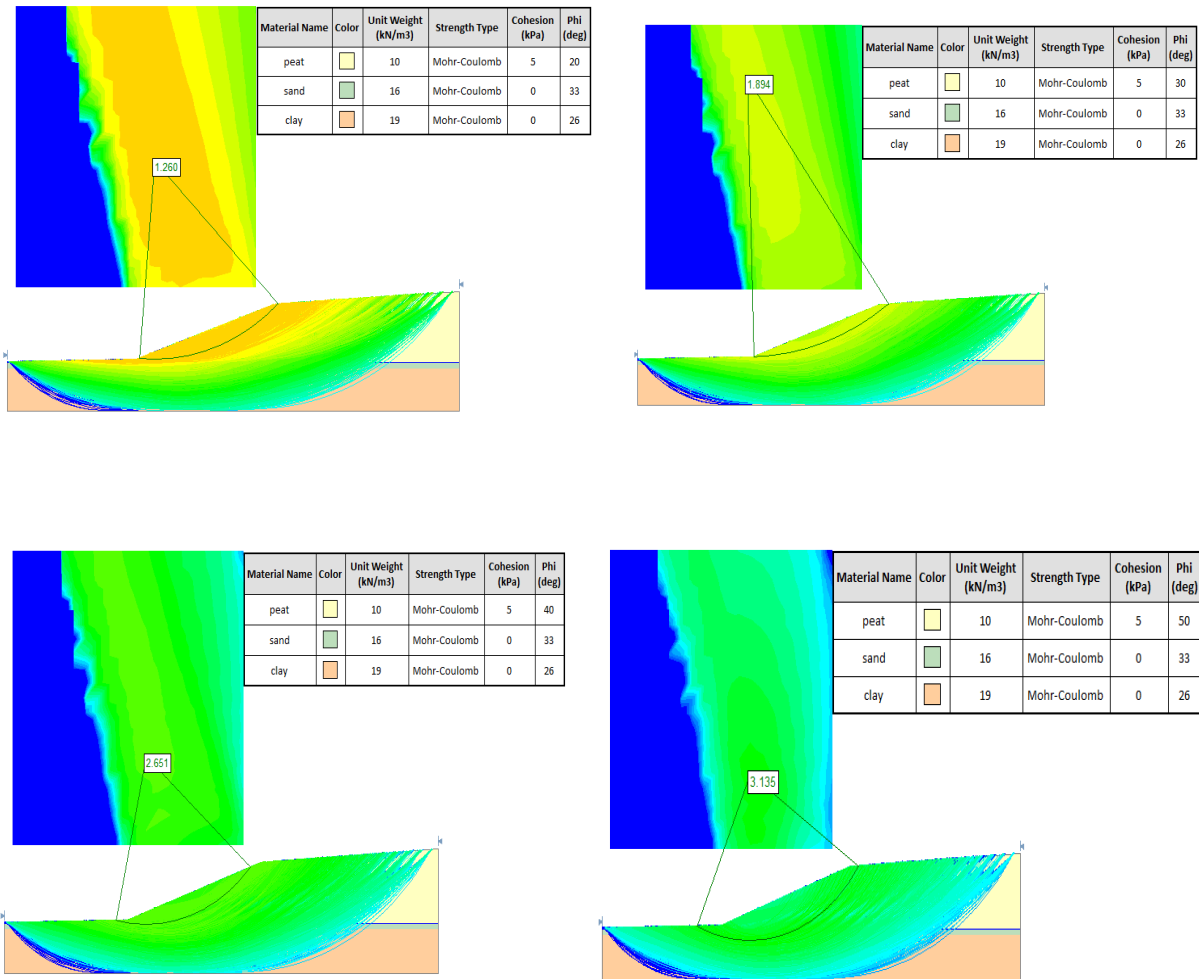 Material Name Color Unit Weight (kN/m3) Strength Type Cohesion (kPa) Phi (deg)
peat 10 Mohr-Coulomb 5 20
sand 16 Mohr-Coulomb 0 33
clay 19 Mohr-Coulomb 0 26
1.260
Material Name Color Unit Weight (kN/m3) Strength Type Cohesion (kPa) Phi (deg)
peat 10 Mohr-Coulomb 5 30
sand 16 Mohr-Coulomb 0 33
clay 19 Mohr-Coulomb 0 26
1.894
Material Name Color Unit Weight (kN/m3) Strength Type Cohesion (kPa) Phi (deg)
peat 10 Mohr-Coulomb 5 40
sand 16 Mohr-Coulomb 0 33
clay 19 Mohr-Coulomb 0 26
2.651
Material Name Color Unit Weight (kN/m3) Strength Type Cohesion (kPa) Phi (deg)
peat 10 Mohr-Coulomb 5 50
sand 16 Mohr-Coulomb 0 33
clay 19 Mohr-Coulomb 0 26
3.135